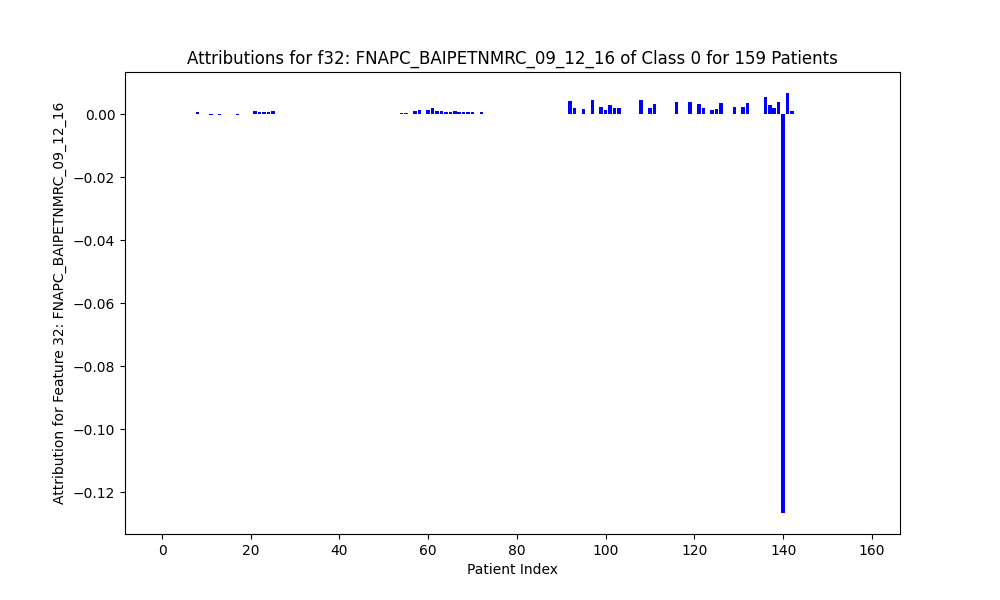 Attributions for f32: FNAPC_BAIPETNMRC_09_12_16 of Class 0 for 159 Patients
Attribution for Feature 32: FNAPC_BAIPETNMRC_09_12_16
0.00
−0.02
−0.04
−0.06
−0.08
−0.10
−0.12
0 20 40 60 80 100 120 140 160
Patient Index